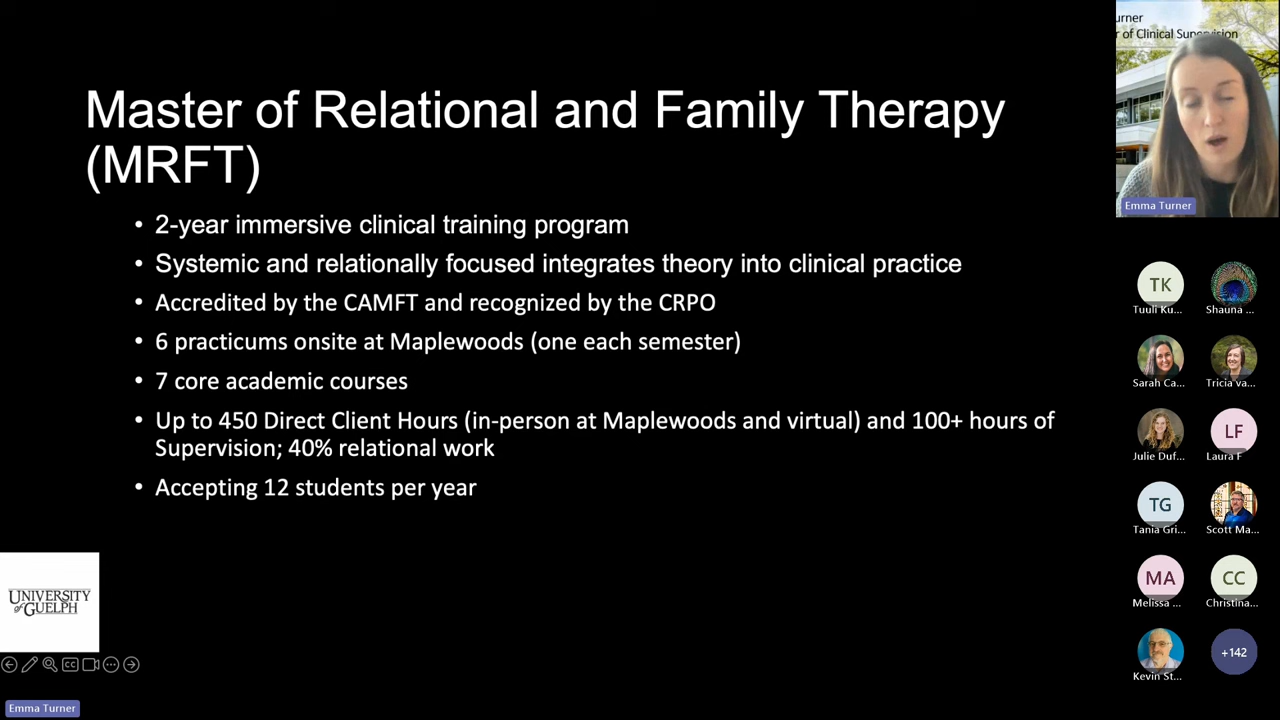 Master of Relational and Family Therapy
(MRFT)
• 2-year immersive clinical training program
• Systemic and relationally focused integrates theory into clinical practice
• Accredited by the CAMFT and recognized by the CRPO
• 6 practicums onsite at Maplewoods (one each semester)
• 7 core academic courses
• Up to 450 Direct Client Hours (in-person at Maplewoods and virtual) and 100+ hours of
Supervision; 40% relational work
• Accepting 12 students per year
UNIVERSITY
of GUELPH
CC
Emma Turner
urner
r of Clinical Supervision
Emma Turner
TK
Tuuli Ku...
Shauna ...
Sarah Ca...
Tricia va...
Julie Duf...
LF
Laura F
TG
Tania Gri...
Scott Ma...
MA
Melissa ...
CC
Christina...
Kevin St...
+142